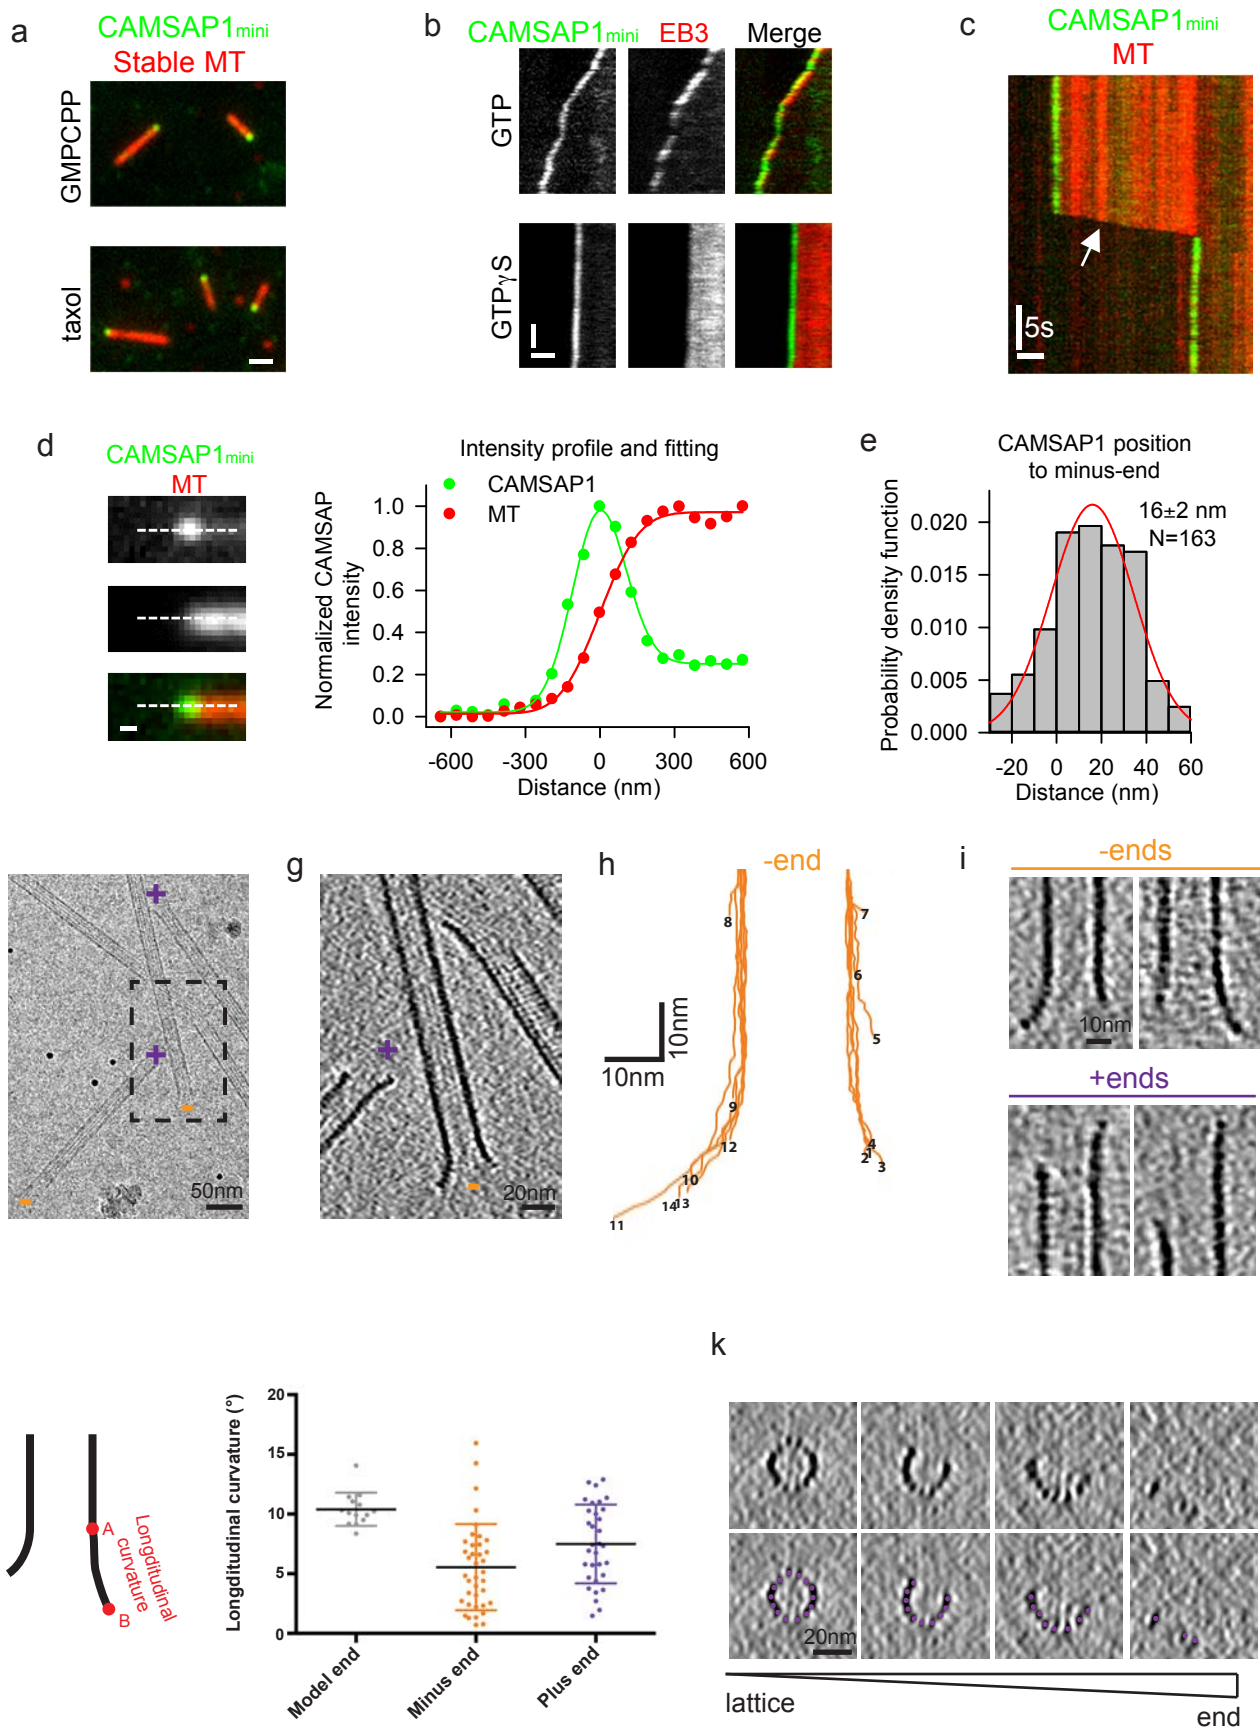 a
CAMSAP1mini
Stable MT
GMPCPP
taxol
b
CAMSAP1mini EB3 Merge
GTP
GTPγS
c
CAMSAP1mini
MT
5s
d
CAMSAP1mini
MT
Intensity profile and fitting
CAMSAP1
MT
Normalized CAMSAP
intensity
1.0
0.8
0.6
0.4
0.2
0.0
-600 -300 0 300 600
Distance (nm)
e
CAMSAP1 position
to minus-end
16±2 nm
N=163
Probability density function
0.020
0.015
0.010
0.005
0.000
-20 0 20 40 60
Distance (nm)
+
+
-
-
50nm
g
+
-
20nm
h
-end
10nm
10nm
8
7
6
5
9
12
4
1
2
3
10
14
13
11
i
-ends
10nm
+ends
A
B
Longditudinal
curvature
Longditudinal curvature (°)
20
15
10
5
0
Model end
Minus end
Plus end
k
20nm
lattice
end